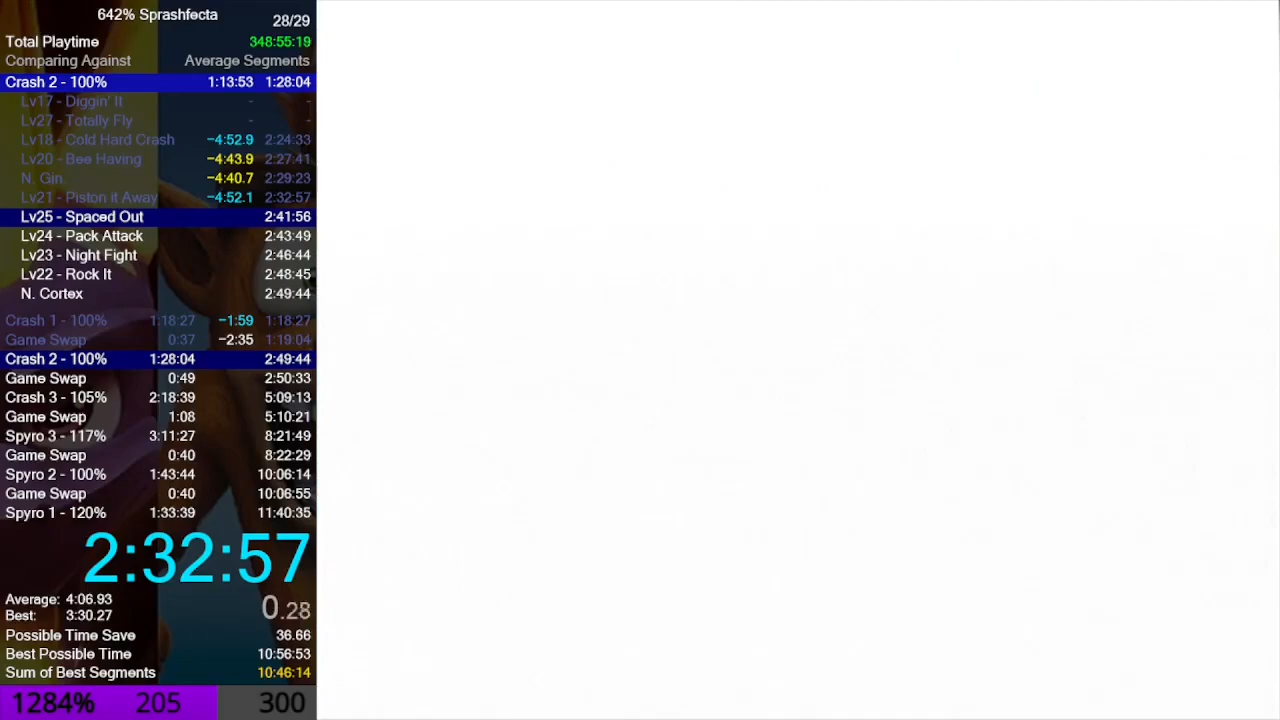 642% Sprashfecta
28/29
Total Playtime 348:55:19
Comparing Against Average Segments
Crash 2 - 100% 1:13:53 1:28:04
Lv17 - Diggin' It - -
Lv27 - Totally Fly - -
Lv18 - Cold Hard Crash −4:52.9 2:24:33
Lv20 - Bee Having −4:43.9 2:27:41
N. Gin −4:40.7 2:29:23
Lv21 - Piston it Away −4:52.1 2:32:57
Lv25 - Spaced Out 2:41:56
Lv24 - Pack Attack 2:43:49
Lv23 - Night Fight 2:46:44
Lv22 - Rock It 2:48:45
N. Cortex 2:49:44
Crash 1 - 100% 1:18:27 −1:59 1:18:27
Game Swap 0:37 −2:35 1:19:04
Crash 2 - 100% 1:28:04 2:49:44
Game Swap 0:49 2:50:33
Crash 3 - 105% 2:18:39 5:09:13
Game Swap 1:08 5:10:21
Spyro 3 - 117% 3:11:27 8:21:49
Game Swap 0:40 8:22:29
Spyro 2 - 100% 1:43:44 10:06:14
Game Swap 0:40 10:06:55
Spyro 1 - 120% 1:33:39 11:40:35
2:32:57
Average: 4:06.93
Best: 3:30.27
0.28
Possible Time Save 36.66
Best Possible Time 10:56:53
Sum of Best Segments 10:46:14
1284% 205 300